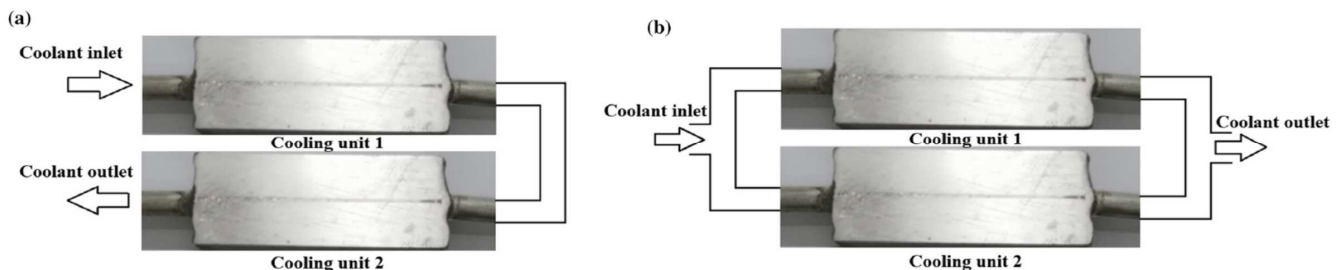 (a)
Coolant inlet
Cooling unit 1
Coolant outlet
Cooling unit 2
(b)
Coolant inlet
Cooling unit 1
Coolant outlet
Cooling unit 2